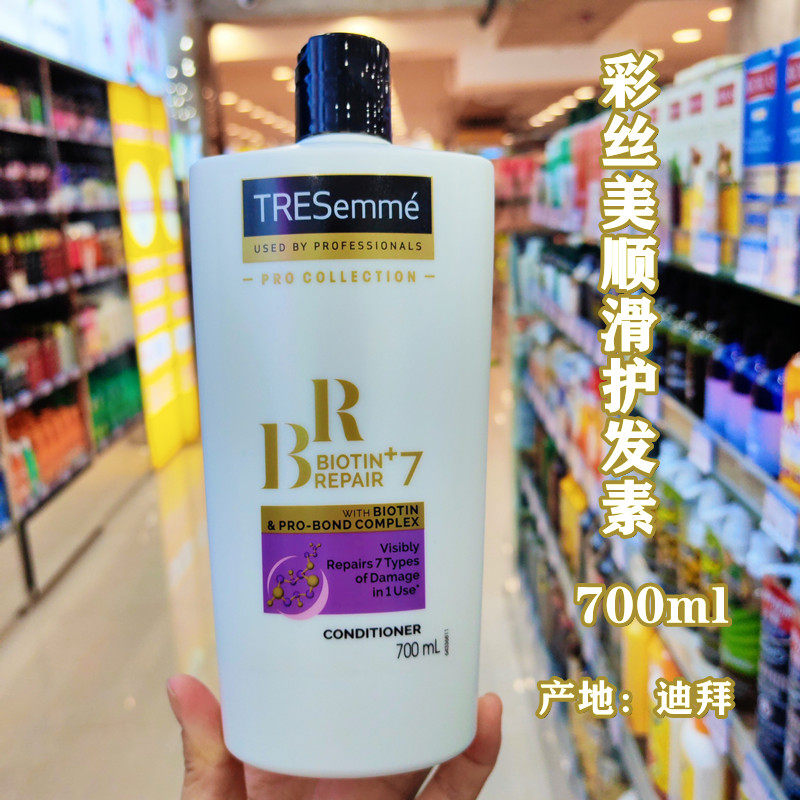 TRESemmé
USED BY PROFESSIONALS
PRO COLLECTION
BR
BIOTIN+7
REPAIR
WITH BIOTIN
& PRO-BOND COMPLEX
Visibly
Repairs 7 Types
of Damage
in 1 Use*
CONDITIONER
700 mL
彩丝美顺滑护发素
700ml
产地：迪拜